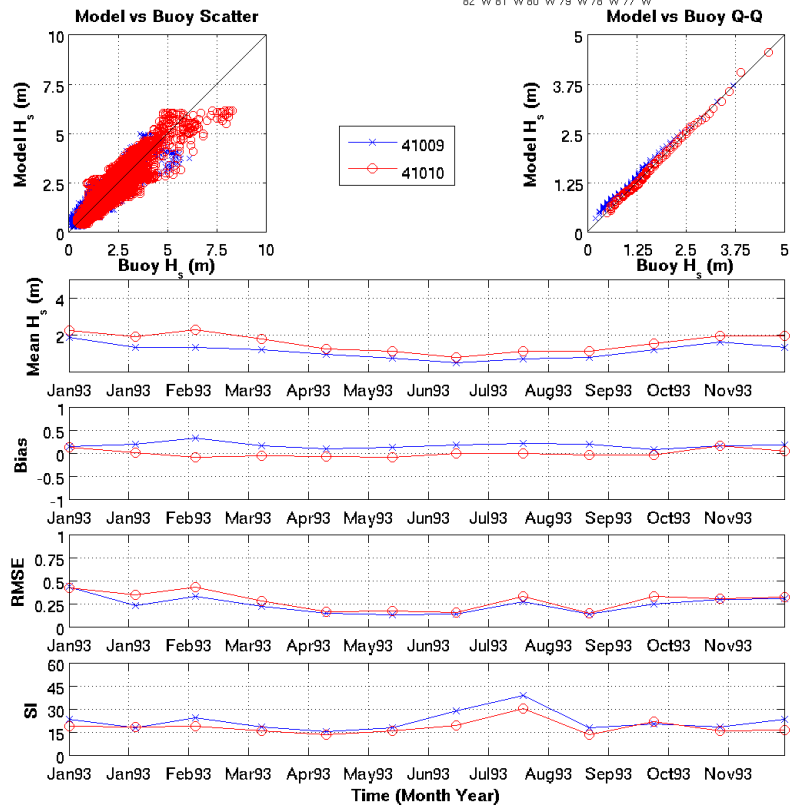 82 W 81 W 80 W 79 W 78 W 77 W
Model vs Buoy Scatter
Model vs Buoy Q-Q
10
7.5
5
2.5
0
Model Hs (m)
0 2.5 5 7.5 10
Buoy Hs (m)
41009
41010
5
3.75
2.5
1.25
0
Model Hs (m)
0 1.25 2.5 3.75 5
Buoy Hs (m)
Mean Hs (m)
4
2
Jan93 Jan93 Feb93 Mar93 Apr93 May93 Jun93 Jul93 Aug93 Sep93 Oct93 Nov93
Bias
1
0.5
0
-0.5
-1
Jan93 Jan93 Feb93 Mar93 Apr93 May93 Jun93 Jul93 Aug93 Sep93 Oct93 Nov93
RMSE
1
0.75
0.5
0.25
0
Jan93 Jan93 Feb93 Mar93 Apr93 May93 Jun93 Jul93 Aug93 Sep93 Oct93 Nov93
SI
60
45
30
15
0
Jan93 Jan93 Feb93 Mar93 Apr93 May93 Jun93 Jul93 Aug93 Sep93 Oct93 Nov93
Time (Month Year)